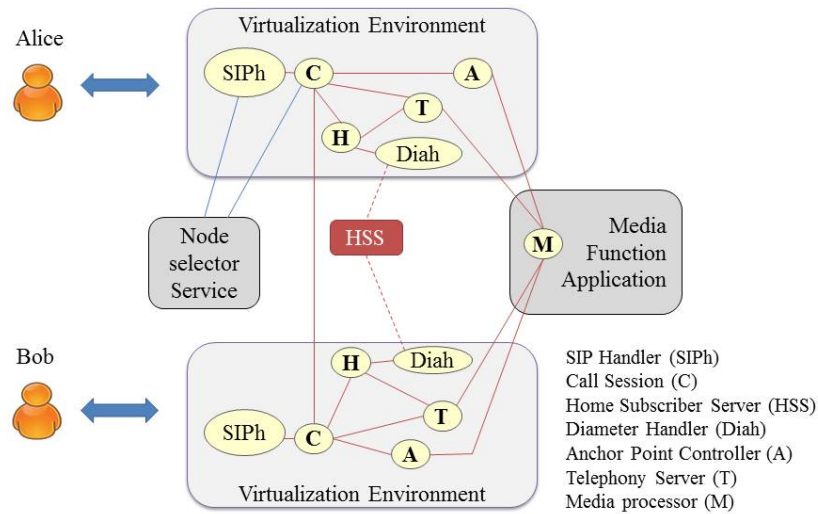 Virtualization Environment
Alice
SIPh
C
A
T
H
Diah
Node
selector
Service
HSS
M
Media
Function
Application
Bob
H
Diah
T
SIPh
C
A
Virtualization Environment
SIP Handler (SIPh)
Call Session (C)
Home Subscriber Server (HSS)
Diameter Handler (Diah)
Anchor Point Controller (A)
Telephony Server (T)
Media processor (M)